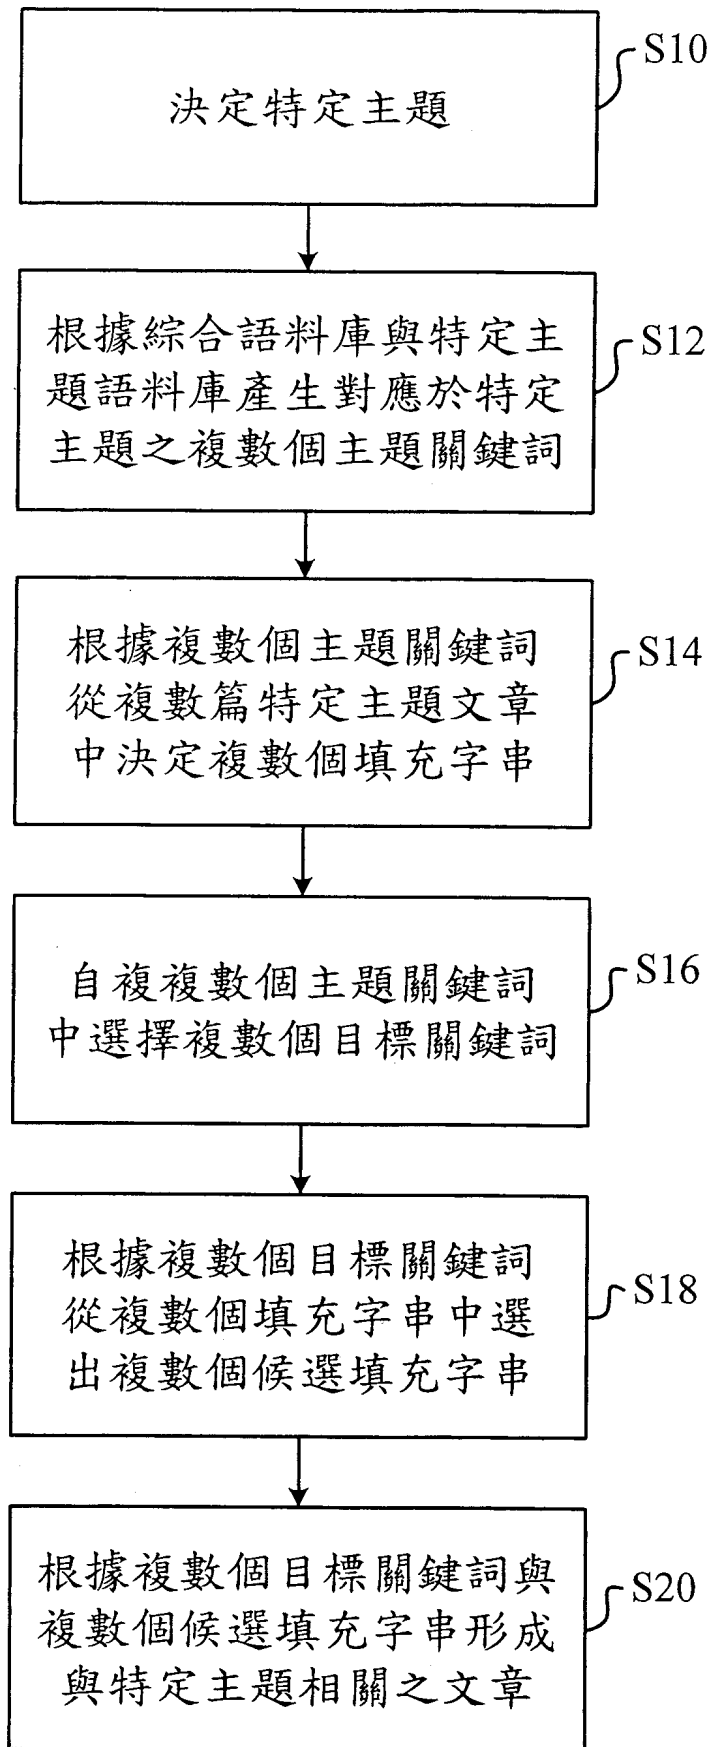 決定特定主題
S10
根據綜合語料庫與特定主
題語料庫產生對應於特定
主題之複數個主題關鍵詞
S12
根據複數個主題關鍵詞
從複數篇特定主題文章
中決定複數個填充字串
S14
自複複數個主題關鍵詞
中選擇複數個目標關鍵詞
S16
根據複數個目標關鍵詞
從複數個填充字串中選
出複數個候選填充字串
S18
根據複數個目標關鍵詞與
複數個候選填充字串形成
與特定主題相關之文章
S20